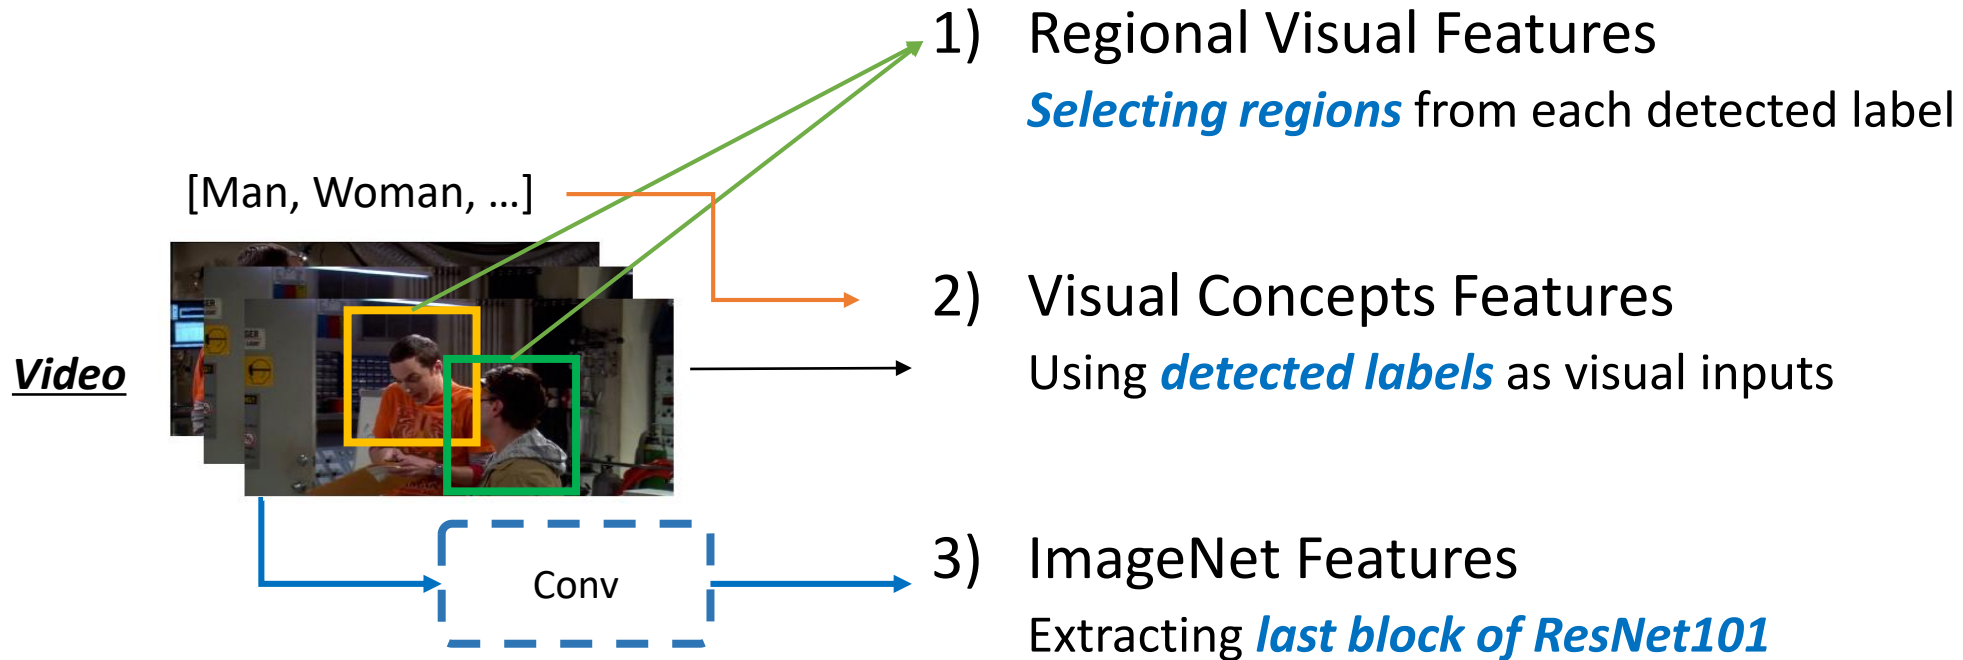 1) Regional Visual Features
Selecting regions from each detected label
[Man, Woman, ...]
2) Visual Concepts Features
Video
Using detected labels as visual inputs
3) ImageNet Features
Conv
Extracting last block of ResNet101